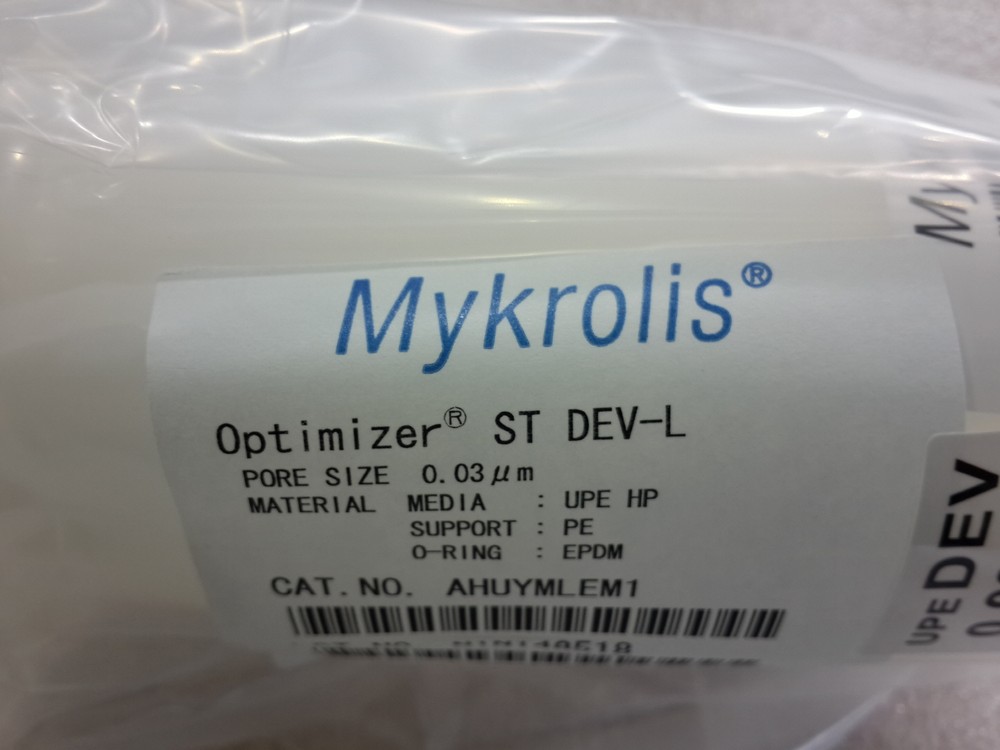 Mykrolis®
Optimizer® ST DEV-L
PORE SIZE 0.03μm
MATERIAL MEDIA : UPE HP
SUPPORT : PE
O-RING : EPDM
CAT.NO. AHUYMLEM1
My
UPE DEV